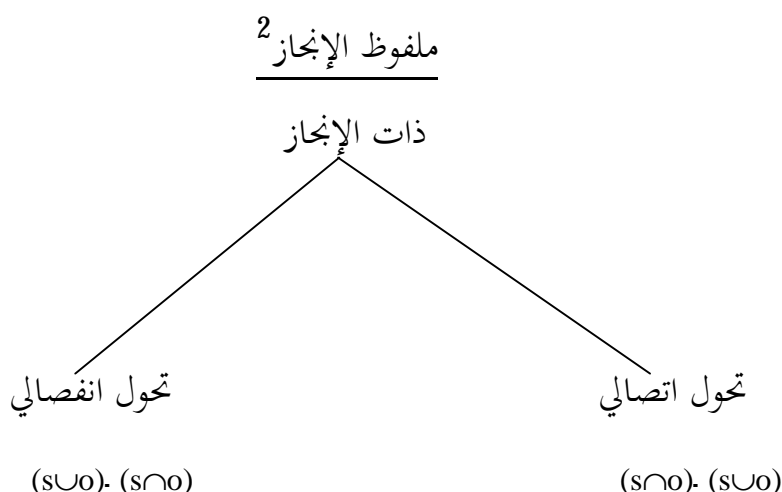 ملفوظ الإنجاز2
ذات الإنجاز
تحول اتصالي
تحول انفصالي
(s∩o). (s∪o)
(s∪o). (s∩o)